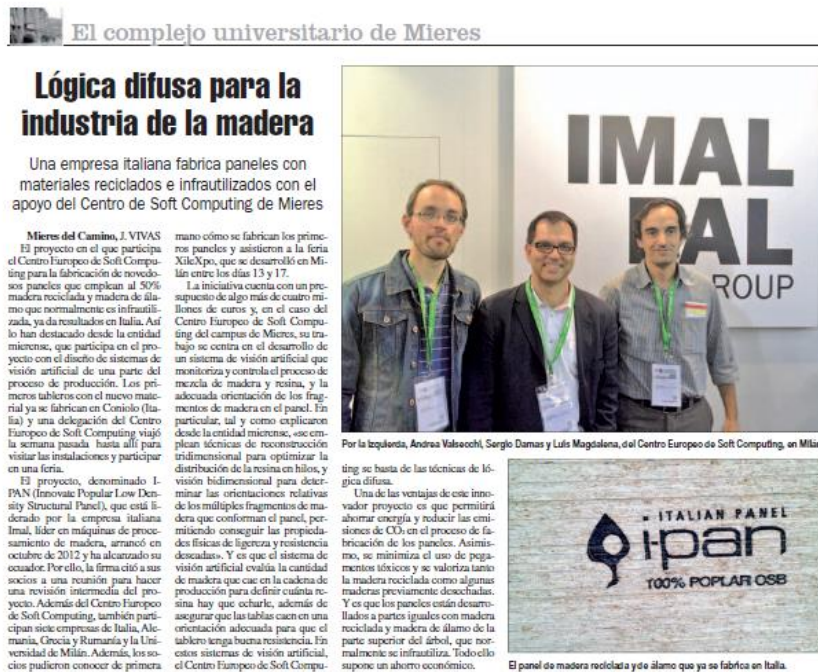 El complejo universitario de Mieres
Lógica difusa para la
industria de la madera
Una empresa italiana fabrica paneles con
materiales reciclados e infrautilizados con el
apoyo del Centro de Soft Computing de Mieres
Mieres del Camino, J. VIVAS
El proyecto en el que participa
el Centro Europeo de Soft Compu-
ting para la fabricación de novedo-
sos paneles que emplean al 50%
madera reciclada y madera de ála-
mo que normalmente es infrautili-
zada, ya da resultados en Italia. Así
lo han destacado desde la entidad
mierense, que participa en el pro-
yecto con el diseño de sistemas de
visión artificial de una parte del
proceso de producción. Los pri-
meros tableros con el nuevo mate-
rial ya se fabrican en Coniolo (Ita-
lia) y una delegación del Centro
Europeo de Soft Computing viajó
la semana pasada hasta allí para
visitar las instalaciones y participar
en una feria.
El proyecto, denominado I-
PAN (Innovate Popular Low Den-
sity Structural Panel), que está li-
derado por la empresa italiana
Imal, líder en máquinas de proce-
samiento de madera, arrancó en
octubre de 2012 y ha alcanzado su
ecuador. Por ello, la firma citó a sus
socios a una reunión para hacer
una revisión intermedia del pro-
yecto. Además del Centro Europeo
de Soft Computing, también parti-
cipan siete empresas de Italia, Ale-
mania, Grecia y Rumanía y la Uni-
versidad de Milán. Además, los so-
cios pudieron conocer de primera
mano cómo se fabrican los prime-
ros paneles y asistieron a la feria
XileXpo, que se desarrolló en Mi-
lán entre los días 13 y 17.
La iniciativa cuenta con un pre-
supuesto de algo más de cuatro mi-
llones de euros y, en el caso del
Centro Europeo de Soft Compu-
ting del campus de Mieres, su tra-
bajo se centra en el desarrollo de
un sistema de visión artificial que
monitoriza y controla el proceso de
mezcla de madera y resina, y la
adecuada orientación de los frag-
mentos de madera en el panel. En
particular, tal y como explicaron
desde la entidad mierense, «se em-
plean técnicas de reconstrucción
tridimensional para optimizar la
distribución de la resina en hilos, y
visión bidimensional para deter-
minar las orientaciones relativas
de los múltiples fragmentos de ma-
dera que conforman el panel, per-
mitiendo conseguir las propieda-
des físicas de ligereza y resistencia
deseadas». Y es que el sistema de
visión artificial evalúa la cantidad
de madera que cae en la cadena de
producción para definir cuánta re-
sina hay que echarle, además de
asegurar que las tablas caen en una
orientación adecuada para que el
tablero tenga buena resistencia. En
estos sistemas de visión artificial,
el Centro Europeo de Soft Compu-
IMAL
PAL
GROUP
Por la izquierda, Andrea Valsecchi, Sergio Damas y Luis Magdalena, del Centro Europeo de Soft Computing, en Milán
ting se basta de las técnicas de ló-
gica difusa.
Una de las ventajas de este inno-
vador proyecto es que permitirá
ahorrar energía y reducir las emi-
siones de CO₂ en el proceso de fa-
bricación de los paneles. Asimis-
mo, se minimiza el uso de pega-
mentos tóxicos y se valoriza tanto
la madera reciclada como algunas
maderas previamente desechadas.
Y es que los paneles están desarro-
llados a partes iguales con madera
reciclada y madera de álamo de la
parte superior del árbol, que nor-
malmente se infrautiliza. Todo ello
supone un ahorro económico.
ITALIAN PANEL
i-pan
100% POPLAR OSB
El panel de madera reciclada y de álamo que ya se fabrica en Italia.